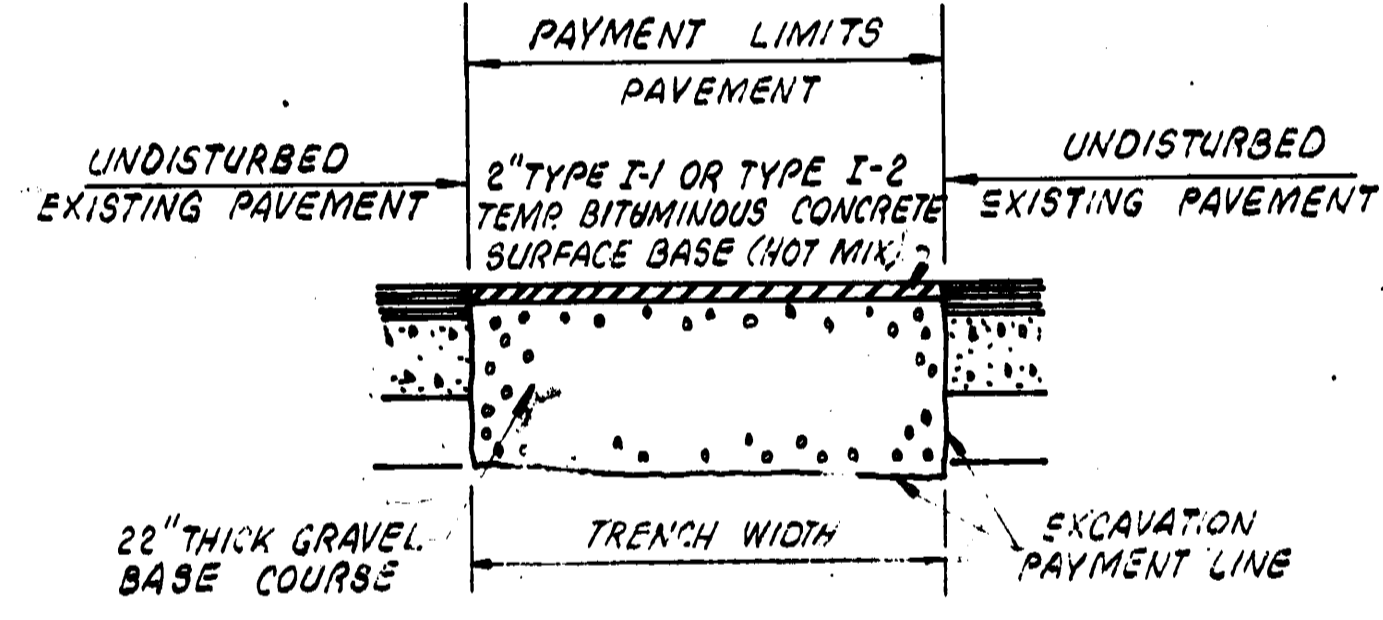 PAYMENT LIMITS
PAVEMENT
UNDISTURBED
EXISTING PAVEMENT
2" TYPE I-1 OR TYPE I-2
TEMP. BITUMINOUS CONCRETE
SURFACE BASE (HOT MIX)
UNDISTURBED
EXISTING PAVEMENT
22" THICK GRAVEL
BASE COURSE
TRENCH WIDTH
EXCAVATION
PAYMENT LINE